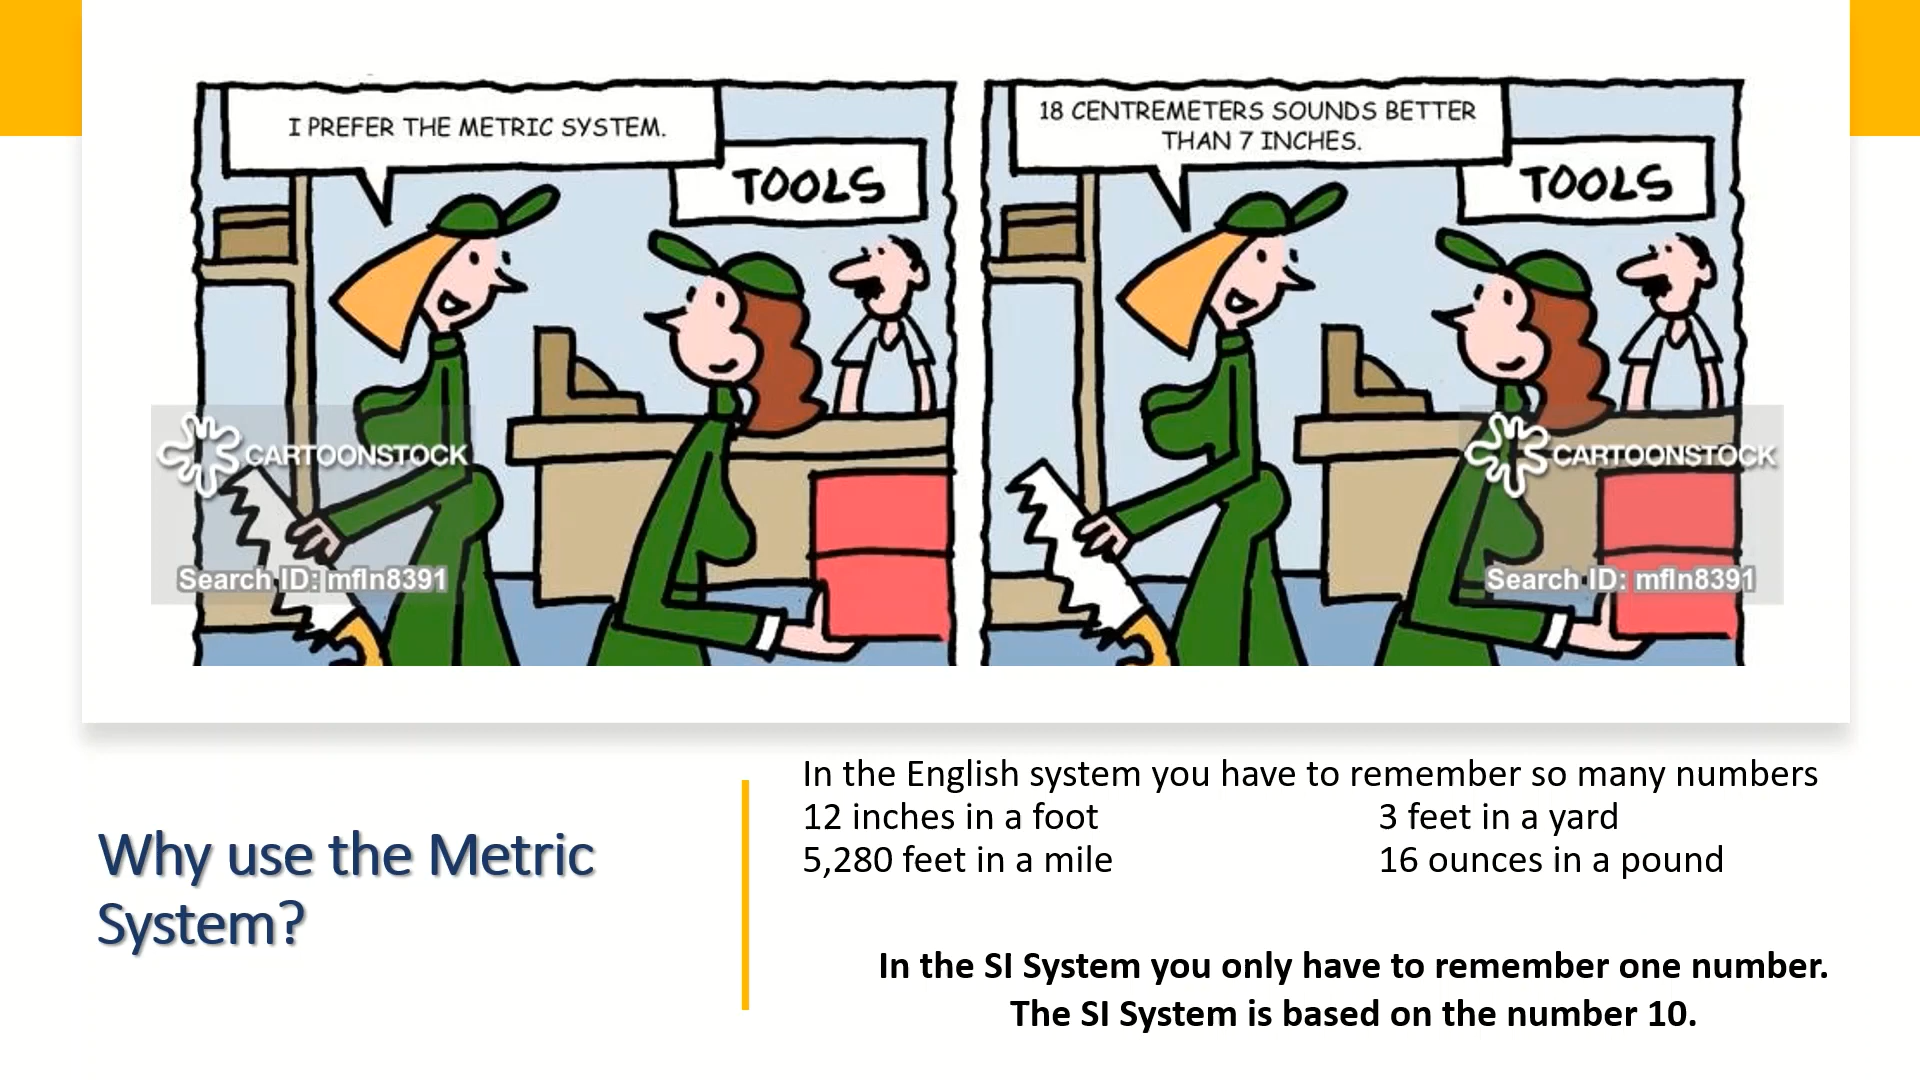 I PREFER THE METRIC SYSTEM.
TOOLS
18 CENTREMETERS SOUNDS BETTER
THAN 7 INCHES.
TOOLS
CARTOONSTOCK
Search ID: mfln8391
CARTOONSTOCK
Search ID: mfln8391
Why use the Metric
System?
In the English system you have to remember so many numbers
12 inches in a foot 3 feet in a yard
5,280 feet in a mile 16 ounces in a pound
In the SI System you only have to remember one number.
The SI System is based on the number 10.